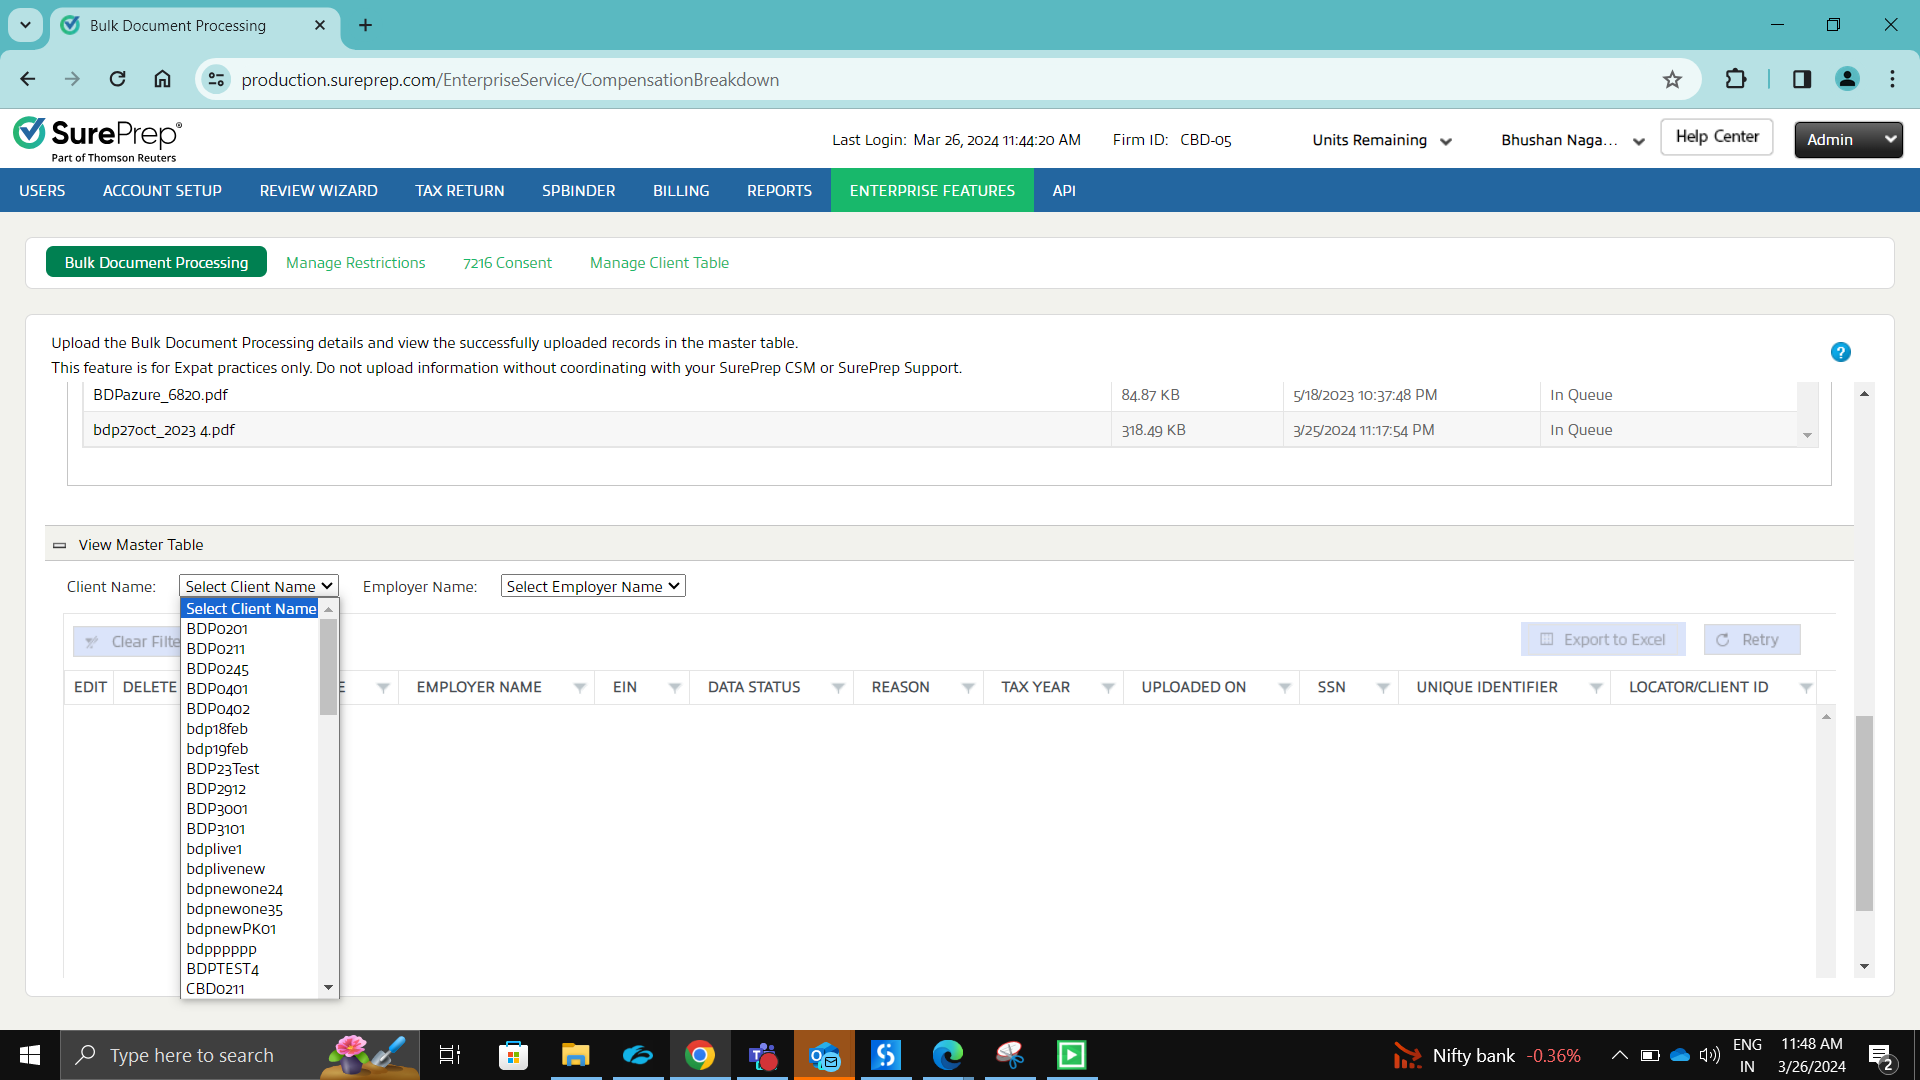 Bulk Document Processing
production.sureprep.com/EnterpriseService/CompensationBreakdown
SurePrep®
Part of Thomson Reuters
Last Login: Mar 26, 2024 11:44:20 AM
Firm ID: CBD-05
Units Remaining
Bhushan Naga...
Help Center
Admin
USERS
ACCOUNT SETUP
REVIEW WIZARD
TAX RETURN
SPBINDER
BILLING
REPORTS
ENTERPRISE FEATURES
API
Bulk Document Processing
Manage Restrictions
7216 Consent
Manage Client Table
Upload the Bulk Document Processing details and view the successfully uploaded records in the master table.
This feature is for Expat practices only. Do not upload information without coordinating with your SurePrep CSM or SurePrep Support.
?
BDPazure_6820.pdf 84.87 KB 5/18/2023 10:37:48 PM In Queue
bdp27oct_2023 4.pdf 318.49 KB 3/25/2024 11:17:54 PM In Queue
View Master Table
Client Name: Select Client Name Employer Name: Select Employer Name
Select Client Name
BDP0201
BDP0211
BDP0245
BDP0401
BDP0402
bdp18feb
bdp19feb
BDP23Test
BDP2912
BDP3001
BDP3101
bdplive1
bdplivenew
bdpnewone24
bdpnewone35
bdpnewPK01
bdpppppp
BDPTEST4
CBD0211
Clear Filte
Export to Excel
Retry
EDIT DELETE E EMPLOYER NAME EIN DATA STATUS REASON TAX YEAR UPLOADED ON SSN UNIQUE IDENTIFIER LOCATOR/CLIENT ID
Type here to search
Nifty bank -0.36%
ENG
IN
11:48 AM
3/26/2024
2